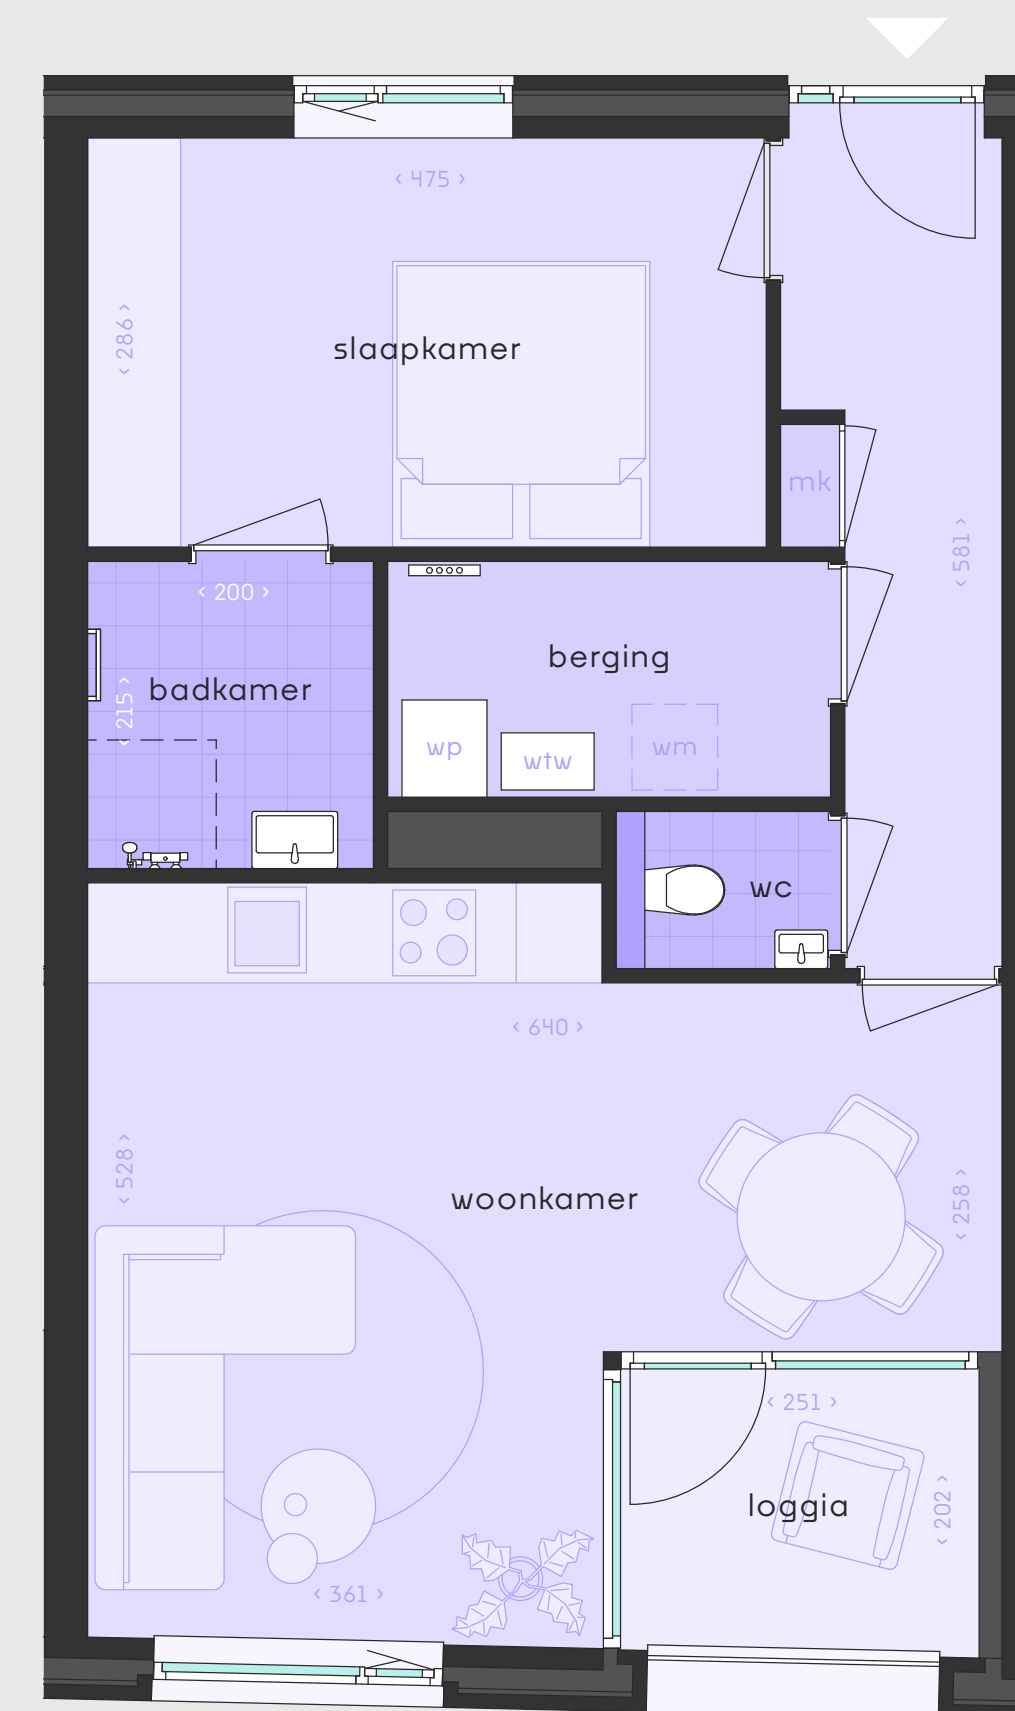 ‹ 475 ›
‹ 286 ›
slaapkamer
mk
‹ 581 ›
‹ 200 ›
berging
‹ 215 ›
badkamer
wp
wtw
wm
wc
‹ 640 ›
‹ 528 ›
woonkamer
‹ 258 ›
‹ 251 ›
loggia
‹ 202 ›
‹ 361 ›